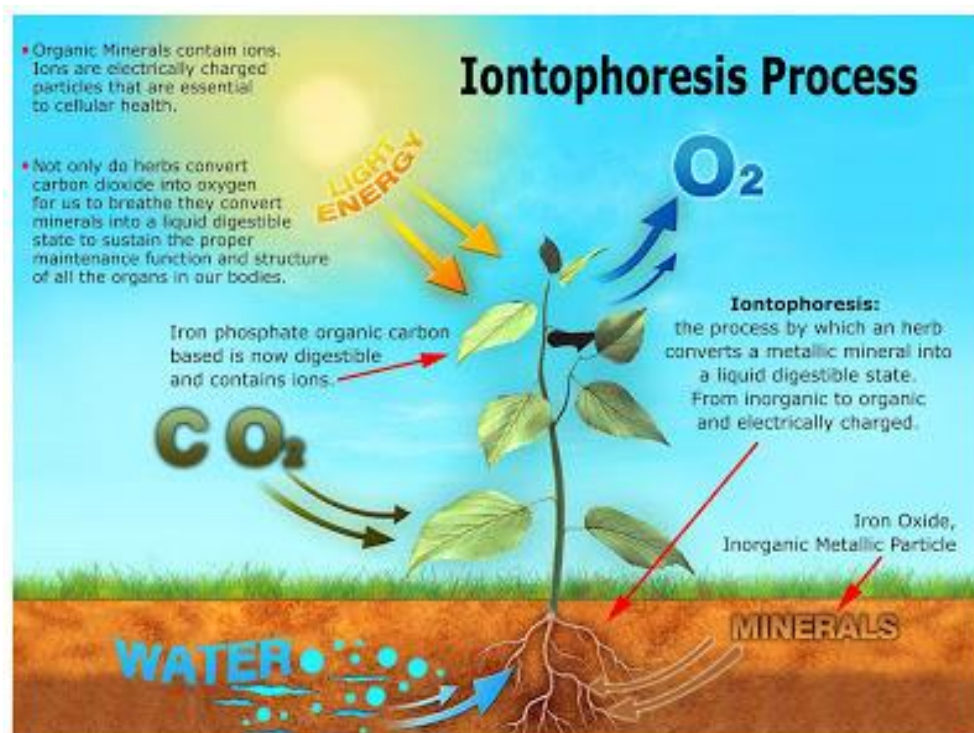 Iontophoresis Process
• Organic Minerals contain ions.
Ions are electrically charged
particles that are essential
to cellular health.
• Not only do herbs convert
carbon dioxide into oxygen
for us to breathe they convert
minerals into a liquid digestible
state to sustain the proper
maintenance function and structure
of all the organs in our bodies.
LIGHT
ENERGY
O2
Iron phosphate organic carbon
based is now digestible
and contains ions.
Iontophoresis:
the process by which an herb
converts a metallic mineral into
a liquid digestible state.
From inorganic to organic
and electrically charged.
CO2
Iron Oxide,
Inorganic Metallic Particle
MINERALS
WATER